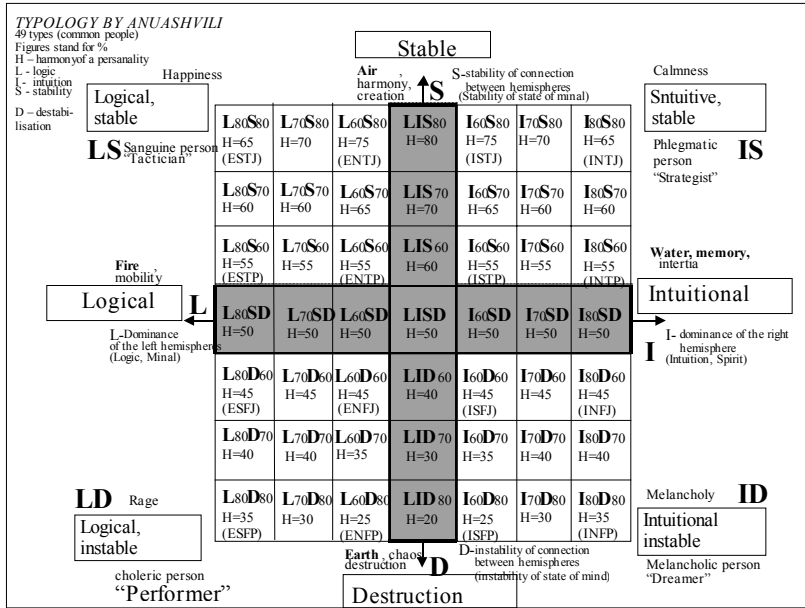 TYPOLOGY BY ANUASHVILI
49 types (common people)
Figures stand for %
H – harmonyof a persanality
L - logic
I - intuition
S - stability
D – destabi-
lisation
Stable
Happiness
Air ,
harmony,
creation
S
S-stability of connection
between hemispheres
(Stability of state of minal)
Calmness
Logical,
stable
Sntuitive,
stable
LS Sanguine person
“Tactician”
Phlegmatic
person
“Strategist”
IS
L80S80 L70S80 L60S80 LIS80 I60S80 I70S80 I80S80
H=65 H=70 H=75 H=80 H=75 H=70 H=65
(ESTJ) (ENTJ) (ISTJ) (INTJ)
L80S70 L70S70 L60S70 LIS70 I60S70 I70S70 I80S70
H=60 H=60 H=65 H=70 H=65 H=60 H=60
L80S60 L70S60 L60S60 LIS60 I60S60 I70S60 I80S60
H=55 H=55 H=55 H=60 H=55 H=55 H=55
(ESTP) (ENTP) (ISTP) (INTP)
Fire ,
mobility
Water, memory,
intertia
Logical
L
Intuitional
L80SD L70SD L60SD LISD I60SD I70SD I80SD
H=50 H=50 H=50 H=50 H=50 H=50 H=50
L-Dominance
of the left hemispheres
(Logic, Minal)
I
I- dominance of the right
hemisphere
(Intuition, Spirit)
L80D60 L70D60 L60D60 LID60 I60D60 I70D60 I80D60
H=45 H=45 H=45 H=40 H=45 H=45 H=45
(ESFJ) (ENFJ) (ISFJ) (INFJ)
L80D70 L70D70 L60D70 LID70 I60D70 I70D70 I80D70
H=40 H=40 H=35 H=30 H=35 H=40 H=40
L80D80 L70D80 L60D80 LID80 I60D80 I70D80 I80D80
H=35 H=30 H=25 H=20 H=25 H=30 H=35
(ESFP) (ENFP) (ISFP) (INFP)
LD Rage
Logical,
instable
choleric person
“Performer”
Melancholy ID
Intuitional
instable
Melancholic person
“Dreamer”
Earth , chaos
destruction
D
D-instability of connection
between hemispheres
(instability of state of mind)
Destruction